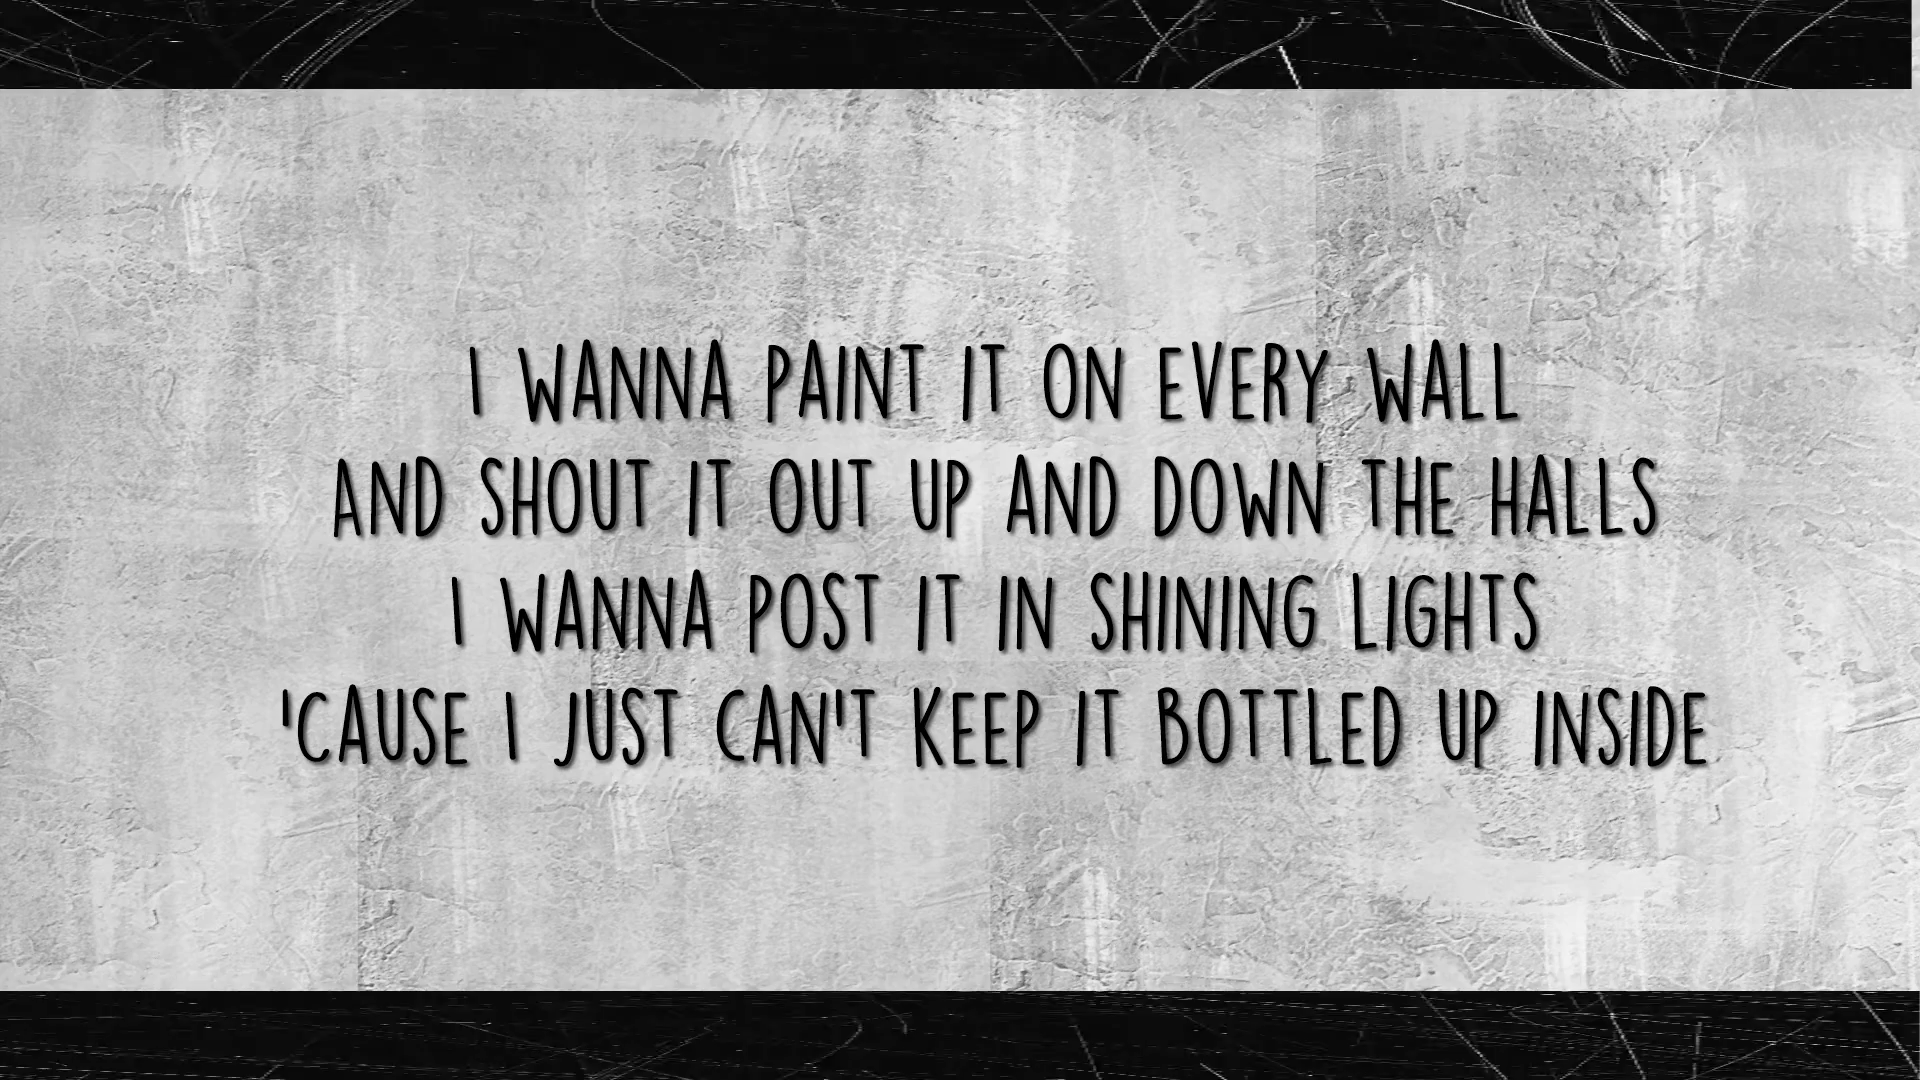 I WANNA PAINT IT ON EVERY WALL
AND SHOUT IT OUT UP AND DOWN THE HALLS
I WANNA POST IT IN SHINING LIGHTS
'CAUSE I JUST CAN'T KEEP IT BOTTLED UP INSIDE